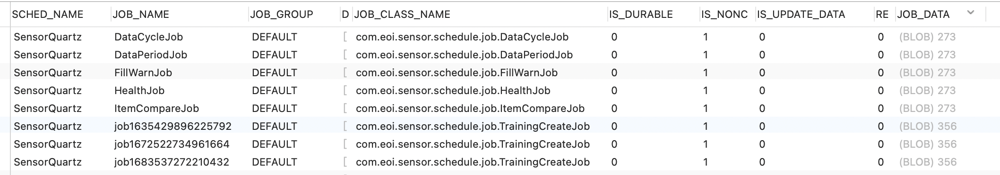 SCHED_NAME JOB_NAME JOB_GROUP D JOB_CLASS_NAME IS_DURABLE IS_NONC IS_UPDATE_DATA RE JOB_DATA
SensorQuartz DataCycleJob DEFAULT [ com.eoi.sensor.schedule.job.DataCycleJob 0 1 0 0 (BLOB) 273
SensorQuartz DataPeriodJob DEFAULT [ com.eoi.sensor.schedule.job.DataPeriodJob 0 1 0 0 (BLOB) 273
SensorQuartz FillWarnJob DEFAULT [ com.eoi.sensor.schedule.job.FillWarnJob 0 1 0 0 (BLOB) 273
SensorQuartz HealthJob DEFAULT [ com.eoi.sensor.schedule.job.HealthJob 0 1 0 0 (BLOB) 273
SensorQuartz ItemCompareJob DEFAULT [ com.eoi.sensor.schedule.job.ItemCompareJob 0 1 0 0 (BLOB) 273
SensorQuartz job1635429896225792 DEFAULT [ com.eoi.sensor.schedule.job.TrainingCreateJob 0 1 0 0 (BLOB) 356
SensorQuartz job1672522734961664 DEFAULT [ com.eoi.sensor.schedule.job.TrainingCreateJob 0 1 0 0 (BLOB) 356
SensorQuartz job1683537272210432 DEFAULT [ com.eoi.sensor.schedule.job.TrainingCreateJob 0 1 0 0 (BLOB) 356